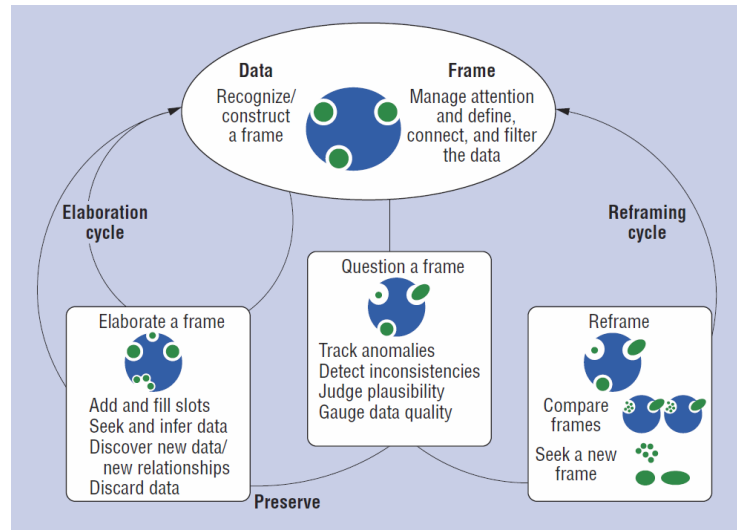 Data
Recognize/
construct
a frame
Frame
Manage attention
and define,
connect, and filter
the data
Elaboration
cycle
Reframing
cycle
Elaborate a frame
Add and fill slots
Seek and infer data
Discover new data/
new relationships
Discard data
Question a frame
Track anomalies
Detect inconsistencies
Judge plausibility
Gauge data quality
Reframe
Compare
frames
Seek a new
frame
Preserve